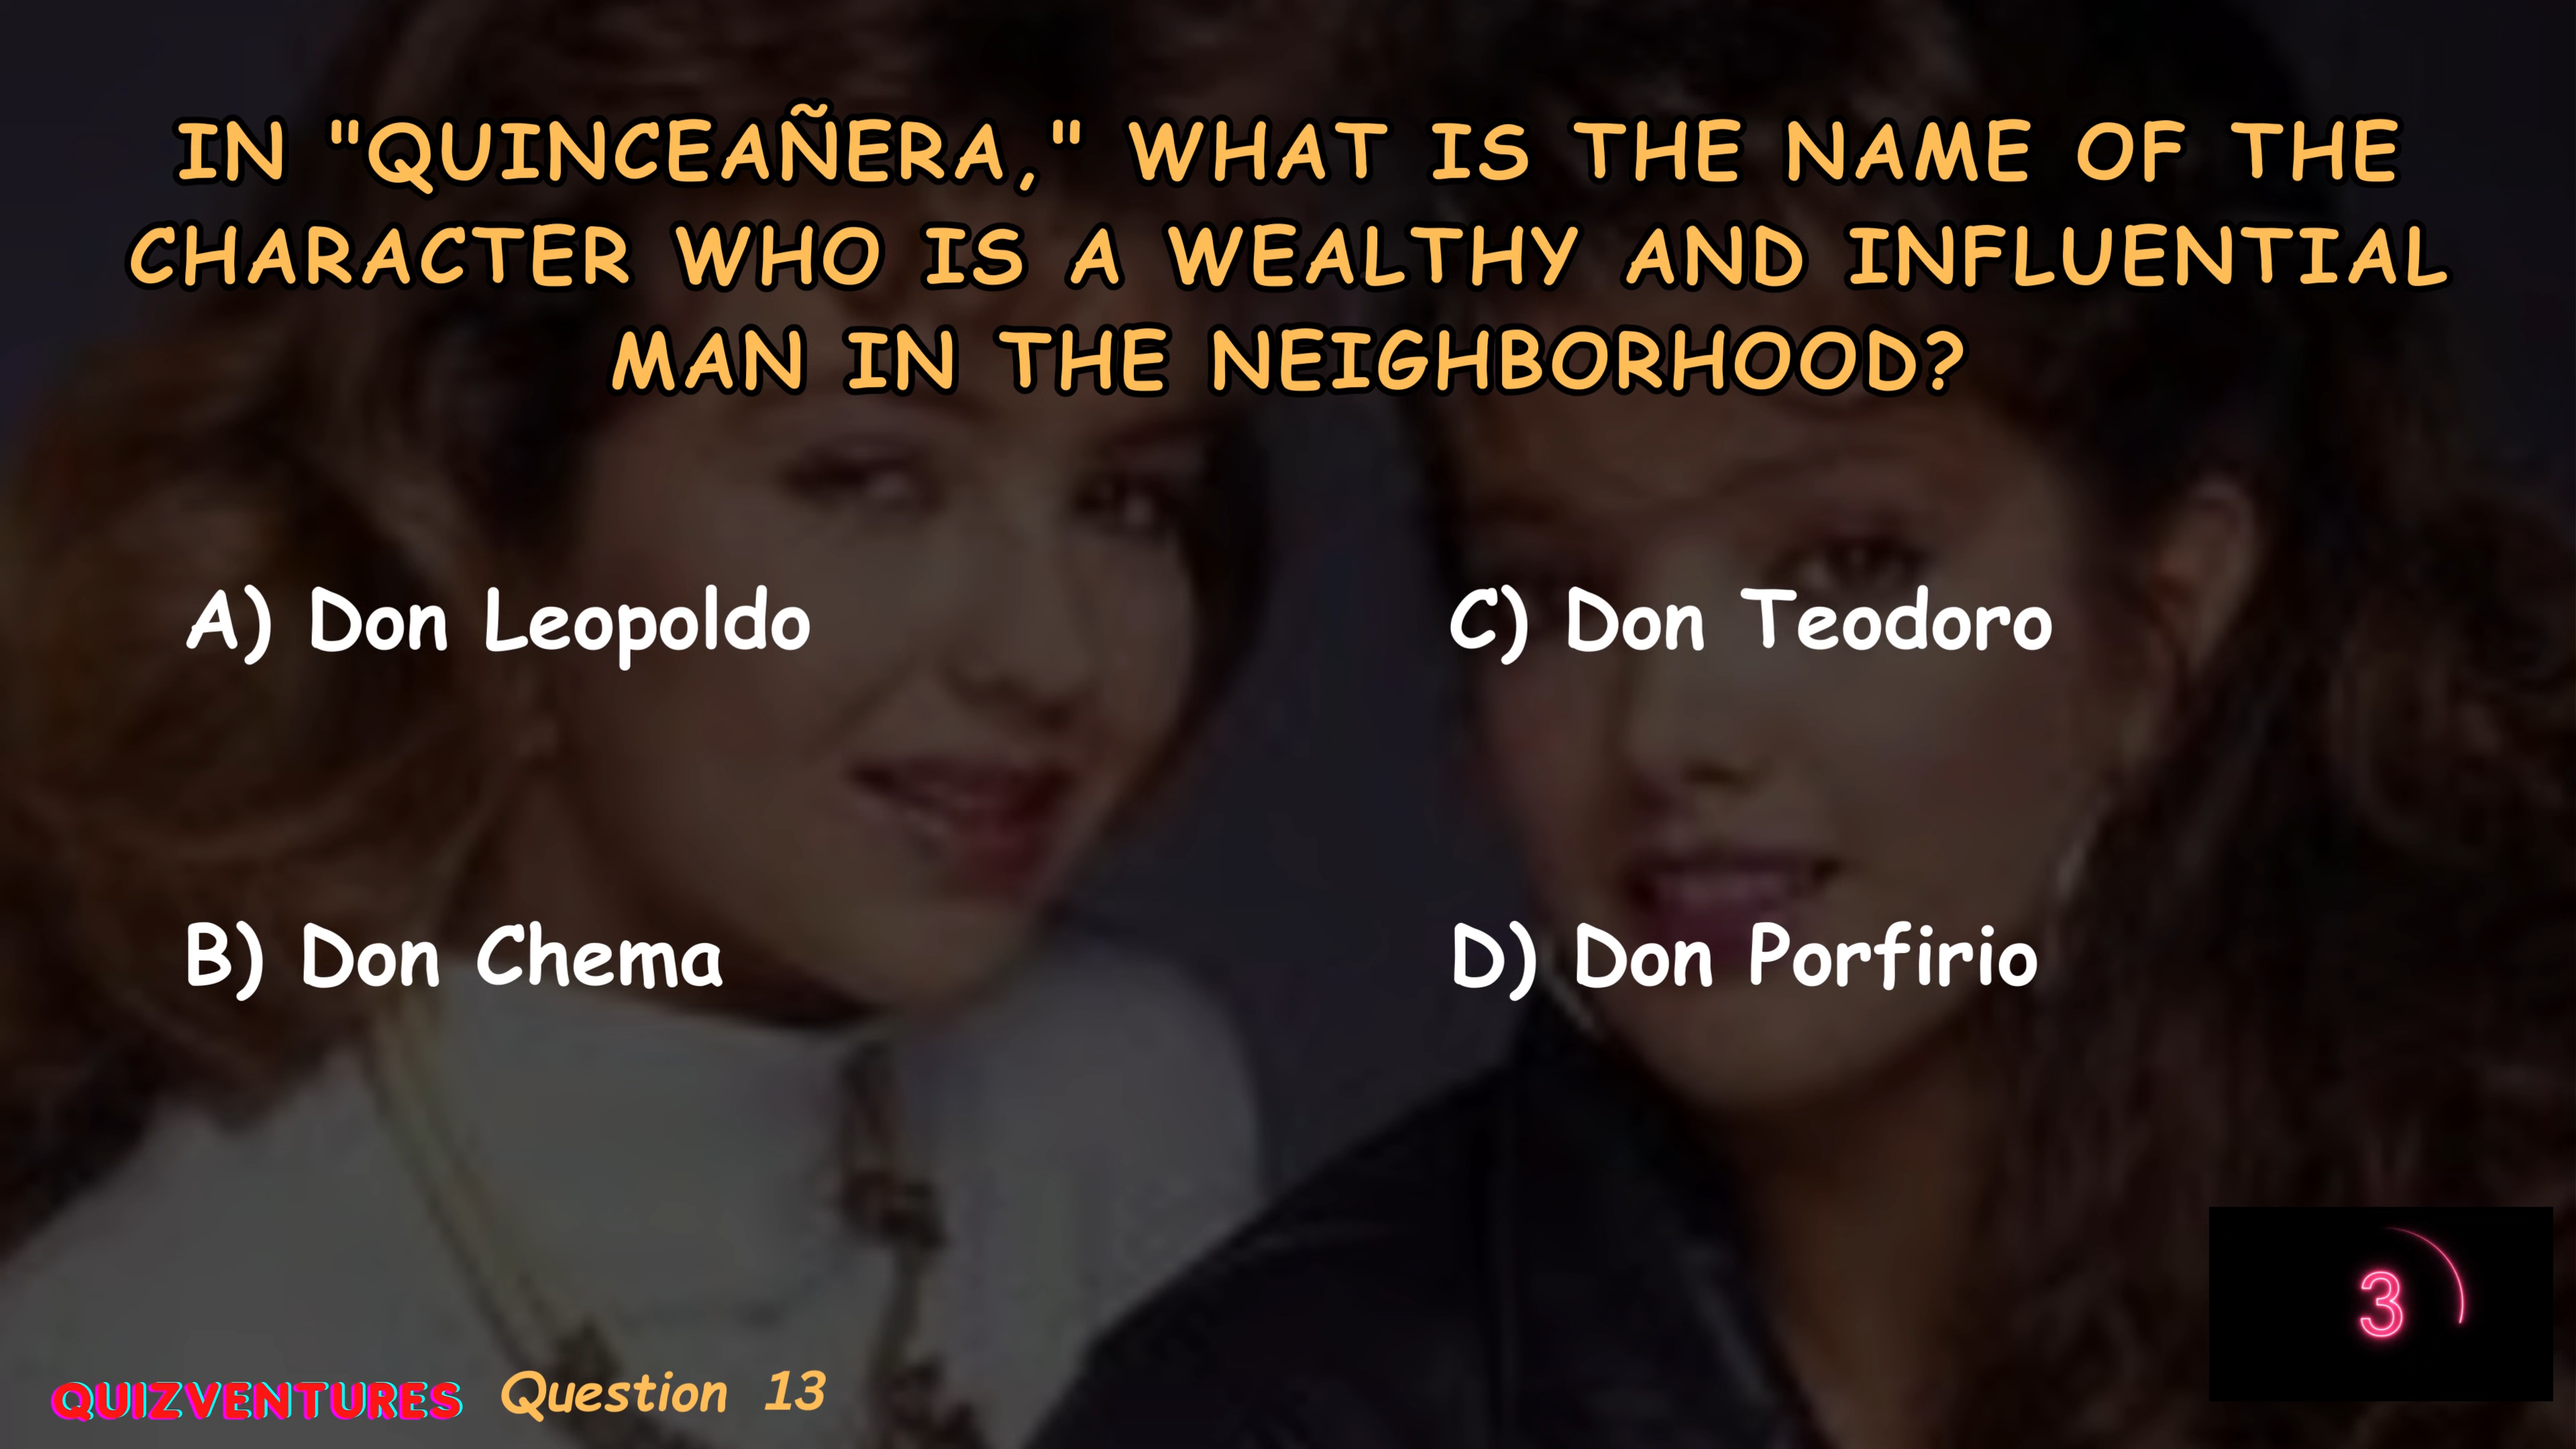 IN "QUINCEAÑERA," WHAT IS THE NAME OF THE
CHARACTER WHO IS A WEALTHY AND INFLUENTIAL
MAN IN THE NEIGHBORHOOD?
A) Don Leopoldo
B) Don Chema
C) Don Teodoro
D) Don Porfirio
3
QUIZVENTURES Question 13